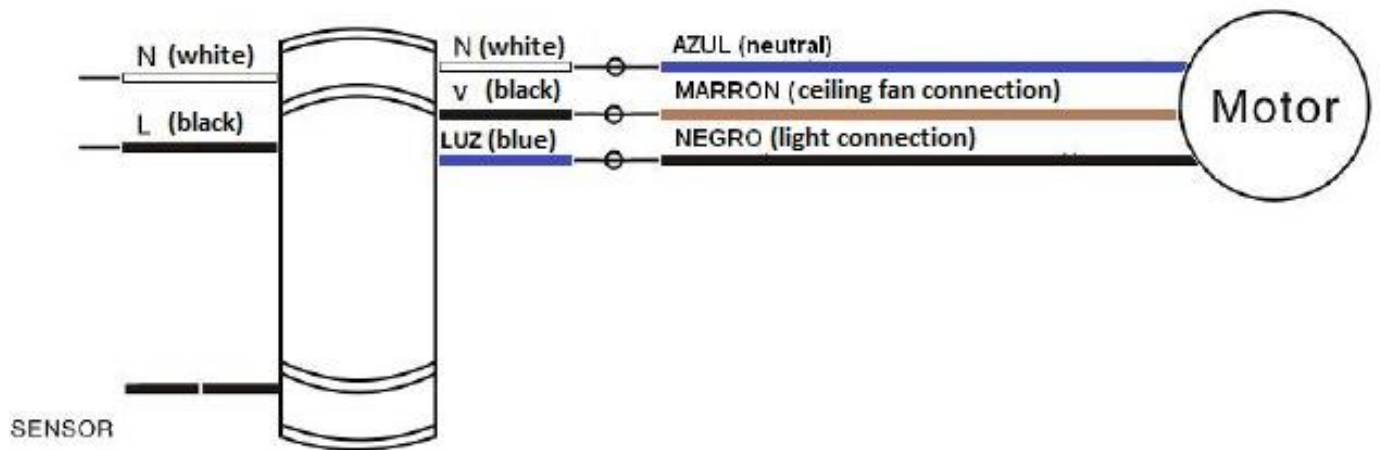 N (white)
L (black)
SENSOR
N (white)
V (black)
LUZ (blue)
AZUL (neutral)
MARRON (ceiling fan connection)
NEGRO (light connection)
Motor